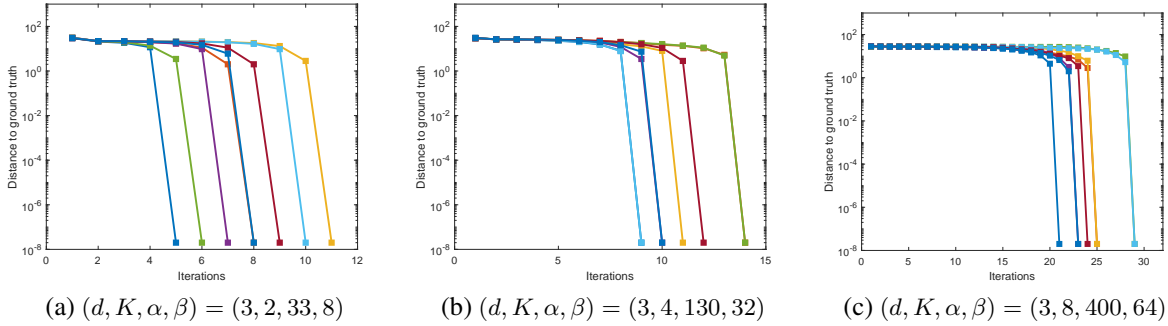 Distance to ground truth
10^2
10^0
10^-2
10^-4
10^-6
10^-8
2 4 6 8 10 12
Iterations
(a) (d, K, α, β) = (3, 2, 33, 8)
Distance to ground truth
10^2
10^0
10^-2
10^-4
10^-6
10^-8
0 5 10 15
Iterations
(b) (d, K, α, β) = (3, 4, 130, 32)
Distance to ground truth
10^2
10^0
10^-2
10^-4
10^-6
10^-8
5 10 15 20 25 30
Iterations
(c) (d, K, α, β) = (3, 8, 400, 64)